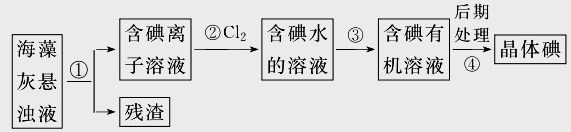 海藻
灰悬
浊液
①
含碘离
子溶液
残渣
②Cl₂
含碘水
的溶液
③
含碘有
机溶液
后期
处理
④
晶体碘